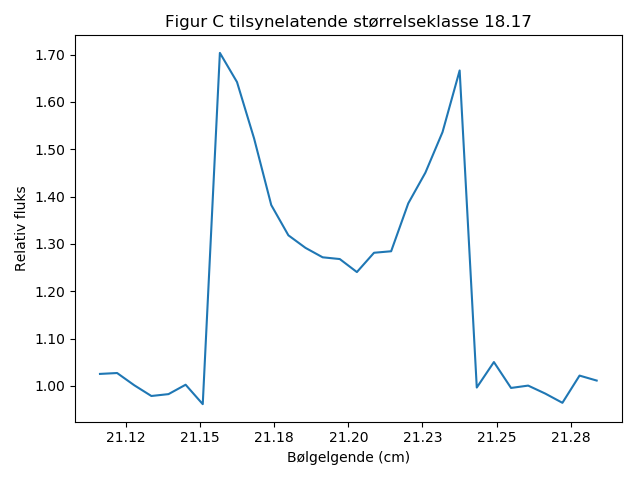 Figur C tilsynelatende størrelseklasse 18.17
1.70
1.60
1.50
1.40
1.30
1.20
1.10
1.00
Relativ fluks
21.12 21.15 21.18 21.20 21.23 21.25 21.28
Bølgelgende (cm)